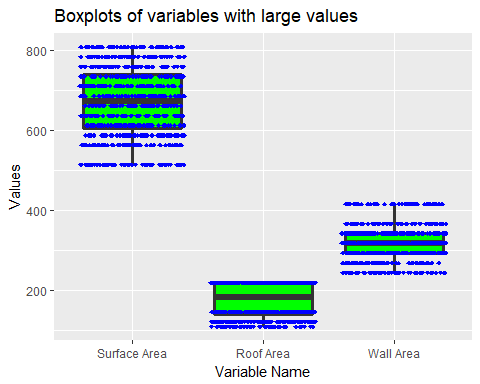 Boxplots of variables with large values
800
600
400
200
Values
Surface Area
Roof Area
Wall Area
Variable Name